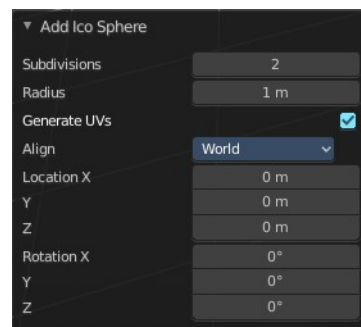 Add Ico Sphere
Subdivisions 2
Radius 1 m
Generate UVs
Align World
Location X 0 m
Y 0 m
Z 0 m
Rotation X 0°
Y 0°
Z 0°